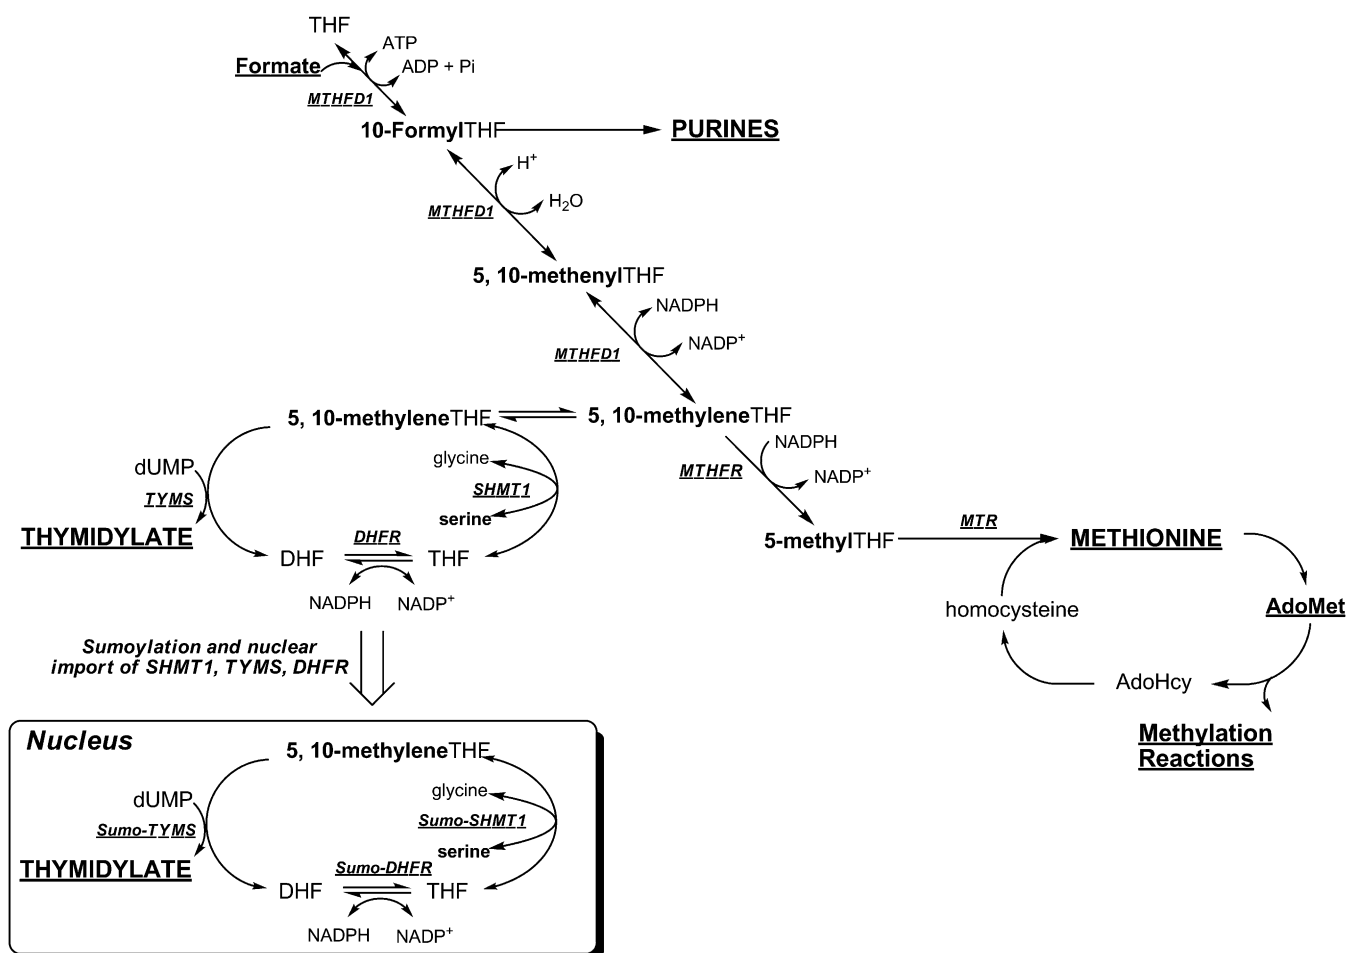 THF
ATP
Formate
ADP + Pi
MTHFD1
10-FormylTHF
PURINES
H+
H2O
MTHFD1
5, 10-methenylTHF
NADPH
NADP+
MTHFD1
5, 10-methyleneTHF
5, 10-methyleneTHF
NADPH
NADP+
MTHFR
dUMP
glycine
TYMS
SHMT1
serine
THYMIDYLATE
DHFR
DHF
THF
NADPH
NADP+
5-methylTHF
MTR
METHIONINE
homocysteine
AdoMet
AdoHcy
Methylation
Reactions
Sumoylation and nuclear
import of SHMT1, TYMS, DHFR
Nucleus
5, 10-methyleneTHF
dUMP
glycine
Sumo-TYMS
Sumo-SHMT1
serine
THYMIDYLATE
Sumo-DHFR
DHF
THF
NADPH
NADP+